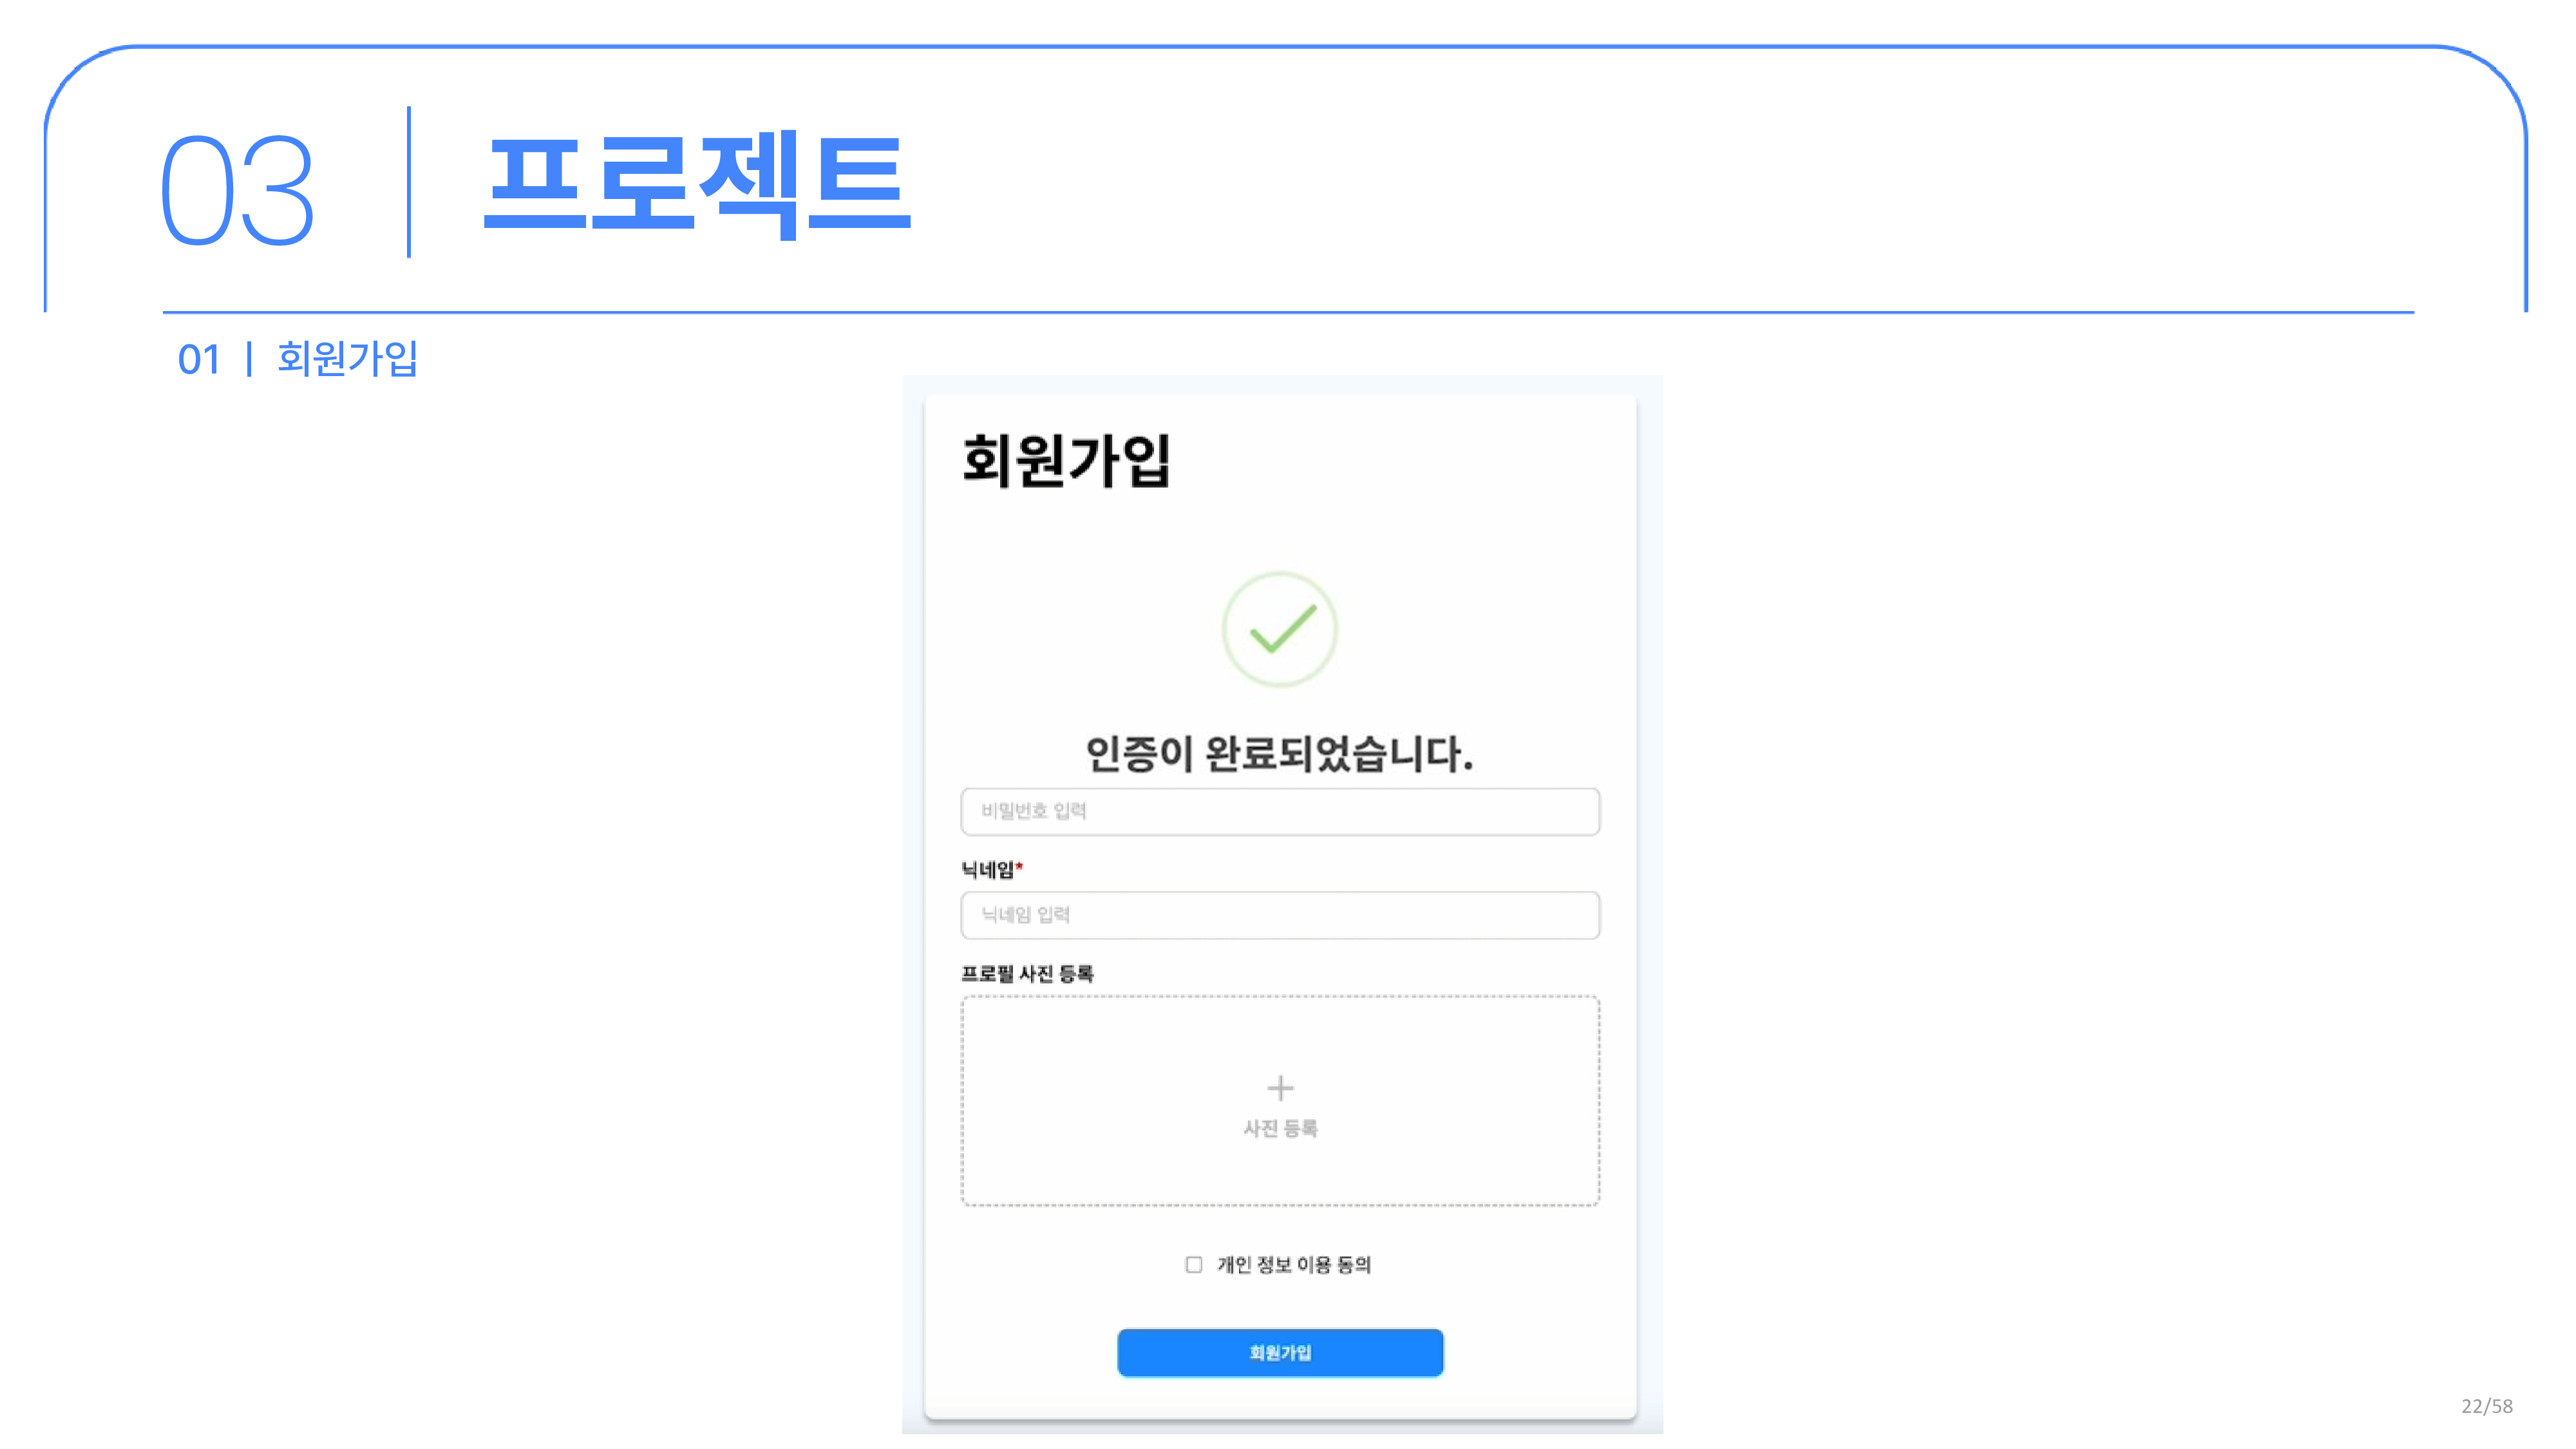 03 | 프로젝트
01 | 회원가입
회원가입
인증이 완료되었습니다.
비밀번호 입력
닉네임*
닉네임 입력
프로필 사진 등록
+
사진 등록
개인 정보 이용 동의
회원가입
22/58